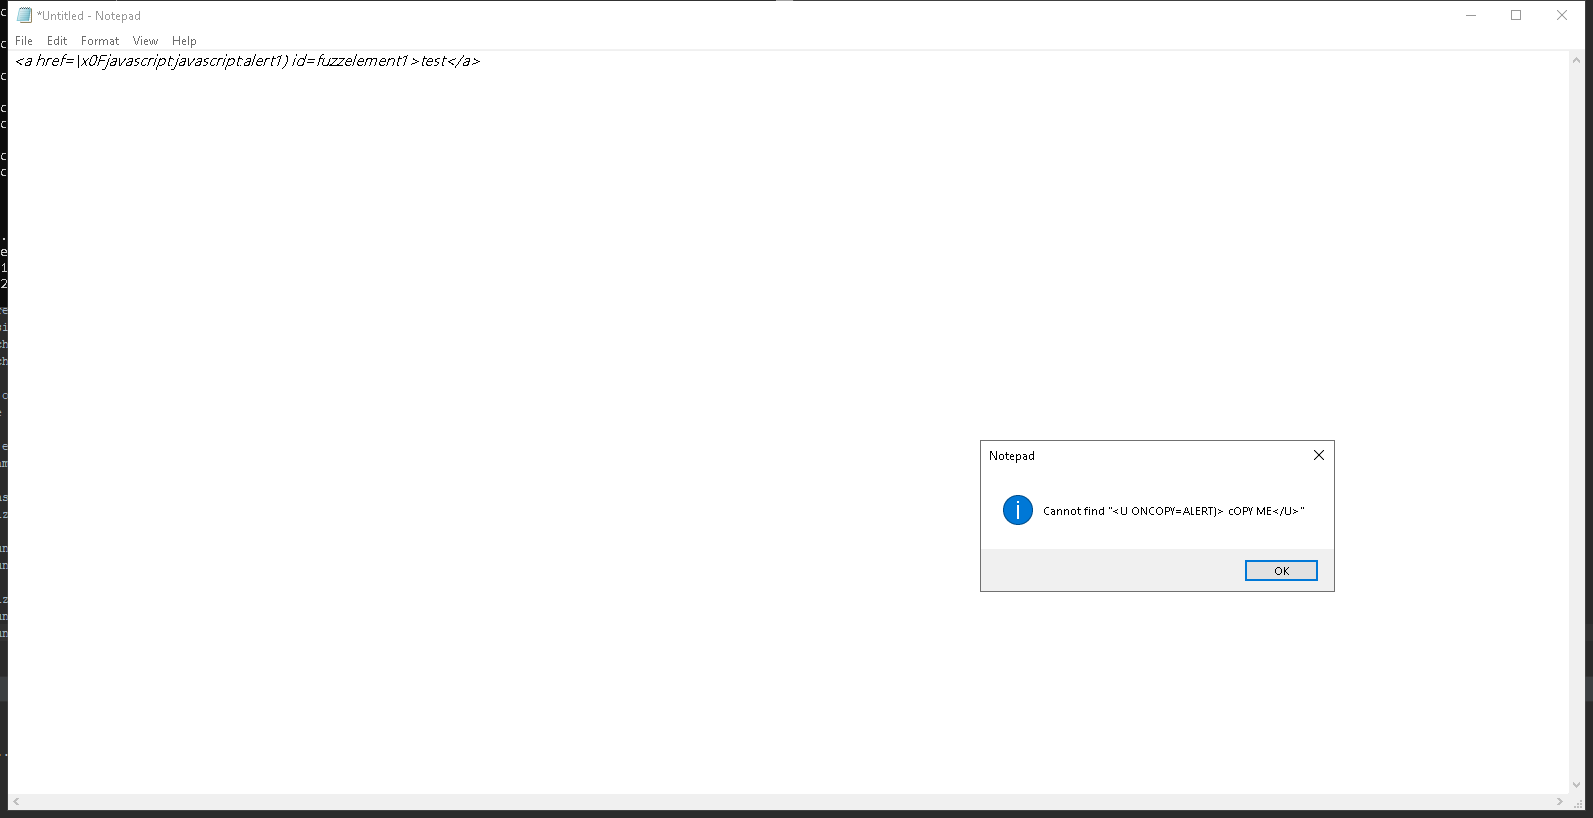 *Untitled - Notepad
File Edit Format View Help
<a href=\x0Fjavascript:javascript:alert1) id=fuzzelement1>test</a>
Notepad
Cannot find "<U ONCOPY=ALERT)> cOPY ME</U>"
OK